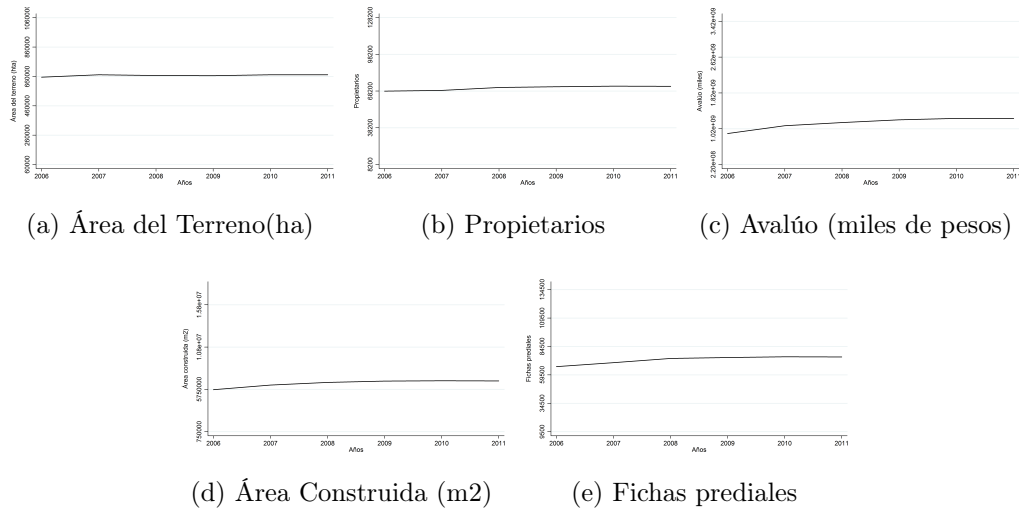 Área del terreno (ha)
60000 260000 460000 660000 860000 1060000
2006 2007 2008 2009 2010 2011
Años
(a) Área del Terreno(ha)
Propietarios
8200 38200 68200 98200 128200
2006 2007 2008 2009 2010 2011
Años
(b) Propietarios
Avalúo (miles)
2.20e+08 1.02e+09 1.82e+09 2.62e+09 3.42e+09
2006 2007 2008 2009 2010 2011
Años
(c) Avalúo (miles de pesos)
Área construida (m2)
750000 5750000 1.08e+07 1.58e+07
2006 2007 2008 2009 2010 2011
Años
(d) Área Construida (m2)
Fichas prediales
9500 34500 59500 84500 109500 134500
2006 2007 2008 2009 2010 2011
Años
(e) Fichas prediales